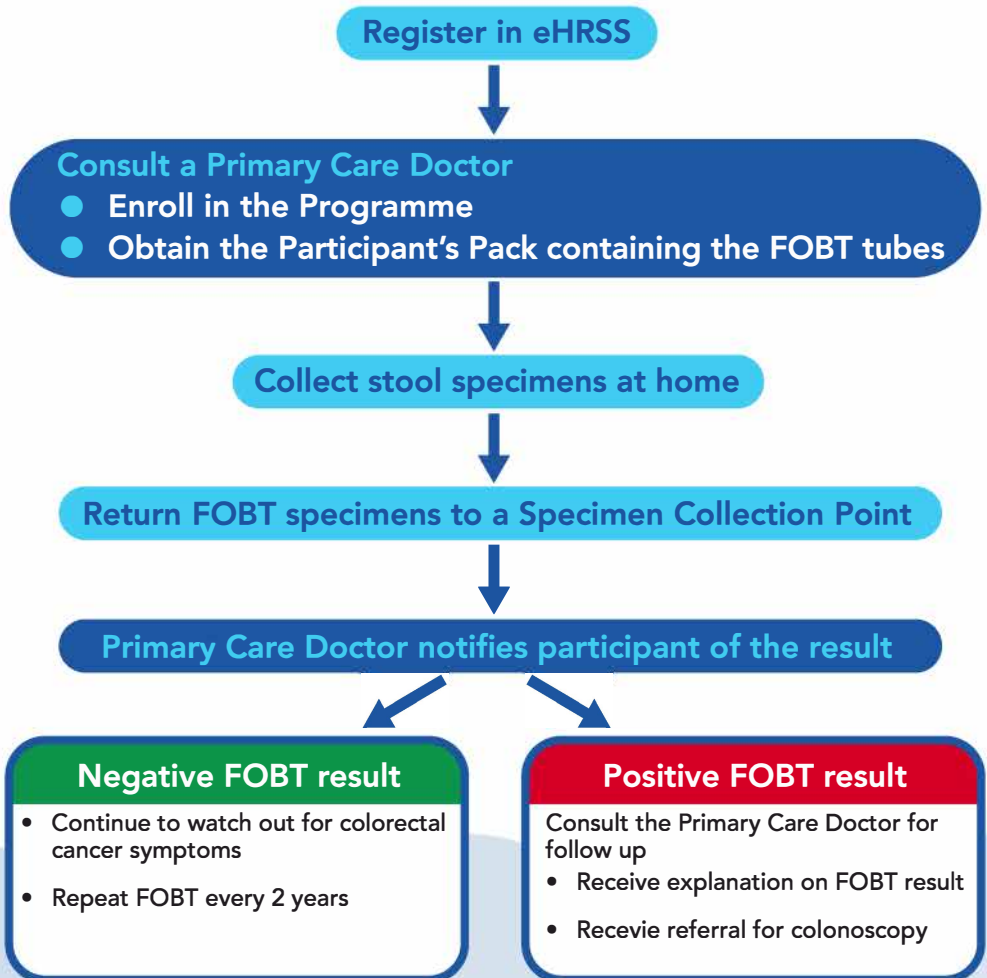 Register in eHRSS
Consult a Primary Care Doctor
● Enroll in the Programme
● Obtain the Participant's Pack containing the FOBT tubes
Collect stool specimens at home
Return FOBT specimens to a Specimen Collection Point
Primary Care Doctor notifies participant of the result
Negative FOBT result
• Continue to watch out for colorectal
cancer symptoms
• Repeat FOBT every 2 years
Positive FOBT result
Consult the Primary Care Doctor for
follow up
• Receive explanation on FOBT result
• Recevie referral for colonoscopy